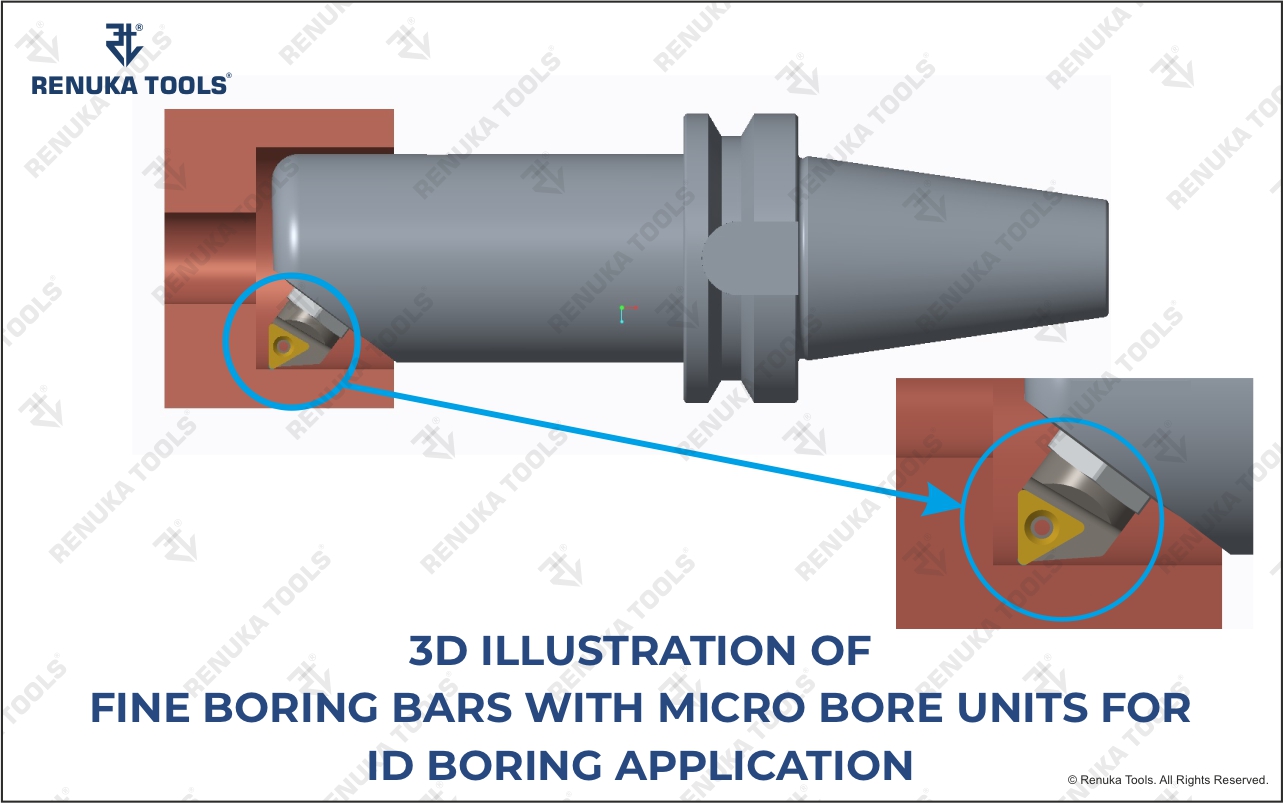 RENUKA TOOLS®
3D ILLUSTRATION OF
FINE BORING BARS WITH MICRO BORE UNITS FOR
ID BORING APPLICATION
© Renuka Tools. All Rights Reserved.